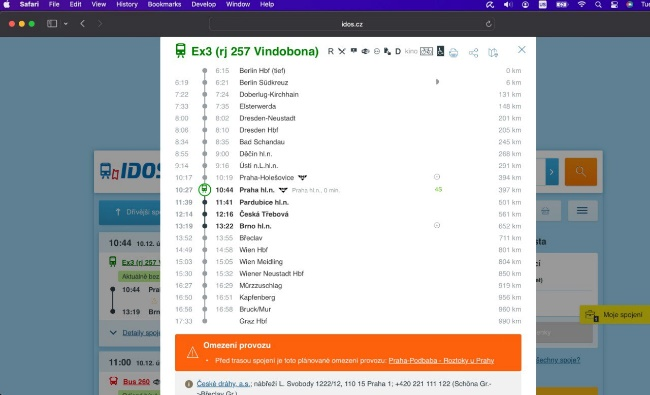 Safari File Edit View History Bookmarks Develop Window Help
idos.cz
Ex3 (rj 257 Vindobona) R D kino
6:15 Berlin Hbf (tief) 0 km
6:19 6:21 Berlin Südkreuz 6 km
7:22 7:24 Doberlug-Kirchhain 131 km
7:33 7:35 Elsterwerda 148 km
8:00 8:02 Dresden-Neustadt 201 km
8:06 8:10 Dresden Hbf 205 km
8:34 8:35 Bad Schandau 245 km
8:55 9:00 Děčín hl.n. 268 km
9:14 9:16 Ústí n.L.hl.n. 291 km
10:17 10:19 Praha-Holešovice 394 km
10:27 10:44 Praha hl.n. Praha hl.n., 0 min. 4S 397 km
11:39 11:41 Pardubice hl.n. 501 km
12:14 12:16 Česká Třebová 561 km
13:19 13:22 Brno hl.n. 652 km
13:52 13:55 Břeclav 711 km
14:49 14:58 Wien Hbf 801 km
15:03 15:05 Wien Meidling 804 km
15:30 15:32 Wiener Neustadt Hbf 850 km
16:27 16:29 Mürzzuschlag 919 km
16:50 16:51 Kapfenberg 956 km
16:56 16:58 Bruck/Mur 960 km
17:33 Graz Hbf 990 km
Omezení provozu
Před trasou spojení je toto plánované omezení provozu: Praha-Podbaba - Roztoky u Prahy
České dráhy, a.s.; nábřeží L. Svobody 1222/12, 110 15 Praha 1; +420 221 111 122 (Schöna Gr.-
->Břeclav Gr.)
IDOS
Dřívější spoj
10:44 10.12.
Ex3 (rj 257 V
Aktuálně bez
10:44 Pra
13:19 Brn
Detaily spoje
11:00 10.12.
Bus 260
Moje spojení
všechny spoje?